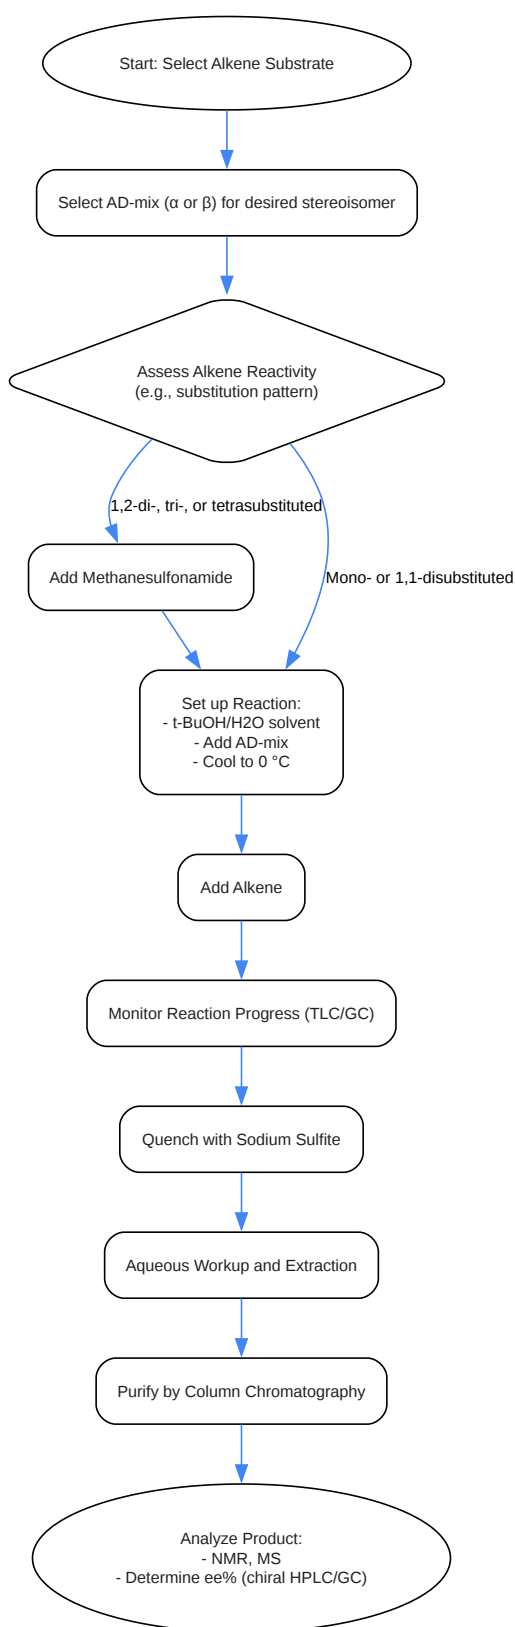 Start: Select Alkene Substrate
Select AD-mix (α or β) for desired stereoisomer
Assess Alkene Reactivity
(e.g., substitution pattern)
1,2-di-, tri-, or tetrasubstituted
Add Methanesulfonamide
Mono- or 1,1-disubstituted
Set up Reaction:
- t-BuOH/H2O solvent
- Add AD-mix
- Cool to 0 °C
Add Alkene
Monitor Reaction Progress (TLC/GC)
Quench with Sodium Sulfite
Aqueous Workup and Extraction
Purify by Column Chromatography
Analyze Product:
- NMR, MS
- Determine ee% (chiral HPLC/GC)